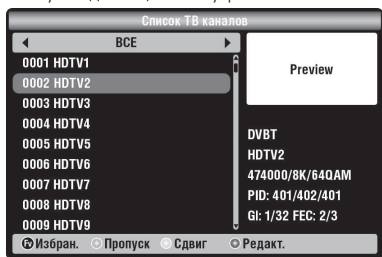 Список ТВ каналов
ВСЕ
0001 HDTV1
0002 HDTV2
0003 HDTV3
0004 HDTV4
0005 HDTV5
0006 HDTV6
0007 HDTV7
0008 HDTV8
0009 HDTV9
Preview
DVBT
HDTV2
474000/8K/64QAM
PID: 401/402/401
GI: 1/32 FEC: 2/3
Избран. Пропуск Сдвиг Редакт.